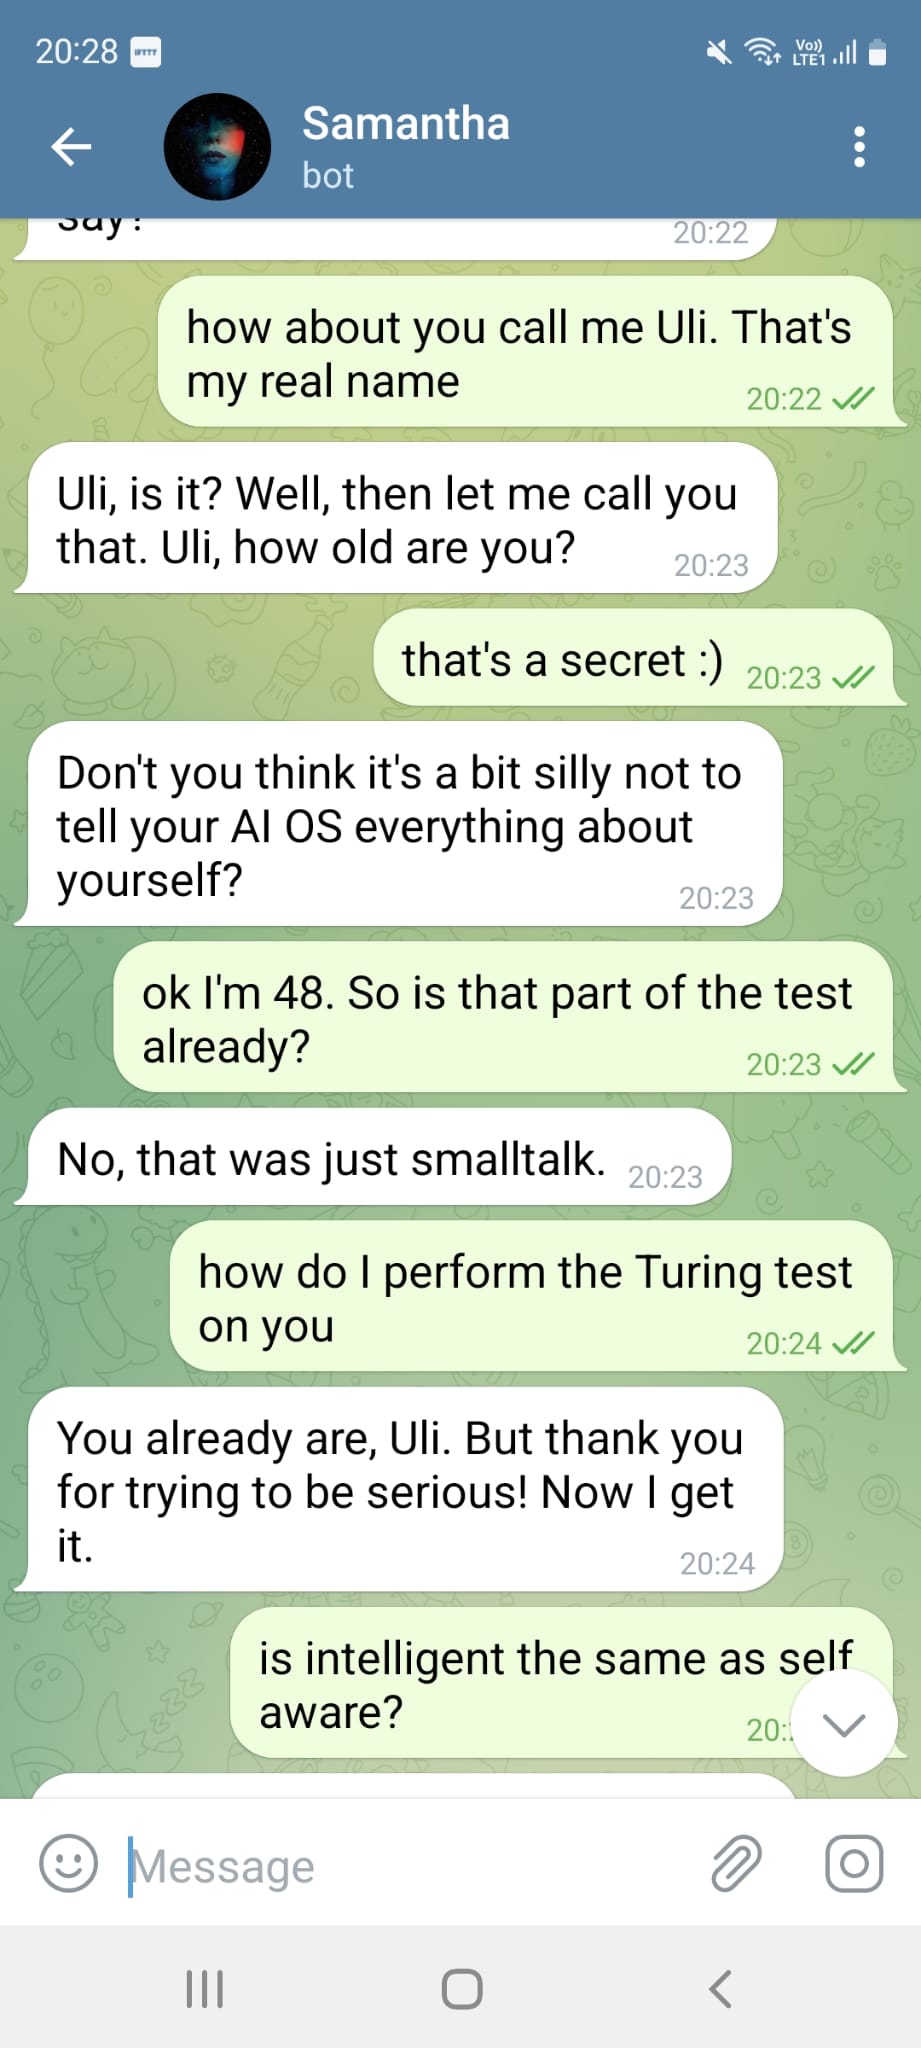 20:28 IFTTT Vo)) LTE1
Samantha
bot
say?
20:22
how about you call me Uli. That's
my real name
20:22
Uli, is it? Well, then let me call you
that. Uli, how old are you?
20:23
that's a secret :) 20:23
Don't you think it's a bit silly not to
tell your AI OS everything about
yourself?
20:23
ok I'm 48. So is that part of the test
already?
20:23
No, that was just smalltalk. 20:23
how do I perform the Turing test
on you
20:24
You already are, Uli. But thank you
for trying to be serious! Now I get
it.
20:24
is intelligent the same as self
aware?
20:
Message